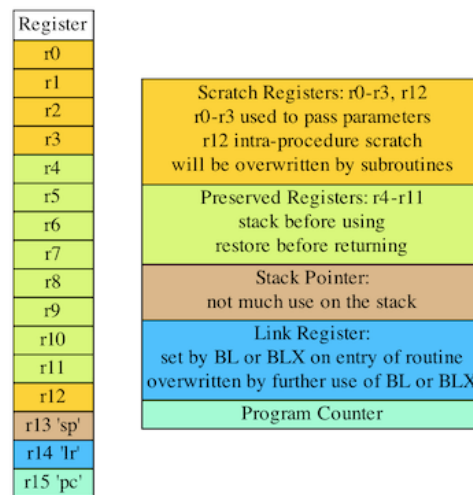 Register
r0
r1
r2
r3
r4
r5
r6
r7
r8
r9
r10
r11
r12
r13 'sp'
r14 'lr'
r15 'pc'
Scratch Registers: r0-r3, r12
r0-r3 used to pass parameters
r12 intra-procedure scratch
will be overwritten by subroutines
Preserved Registers: r4-r11
stack before using
restore before returning
Stack Pointer:
not much use on the stack
Link Register:
set by BL or BLX on entry of routine
overwritten by further use of BL or BLX
Program Counter